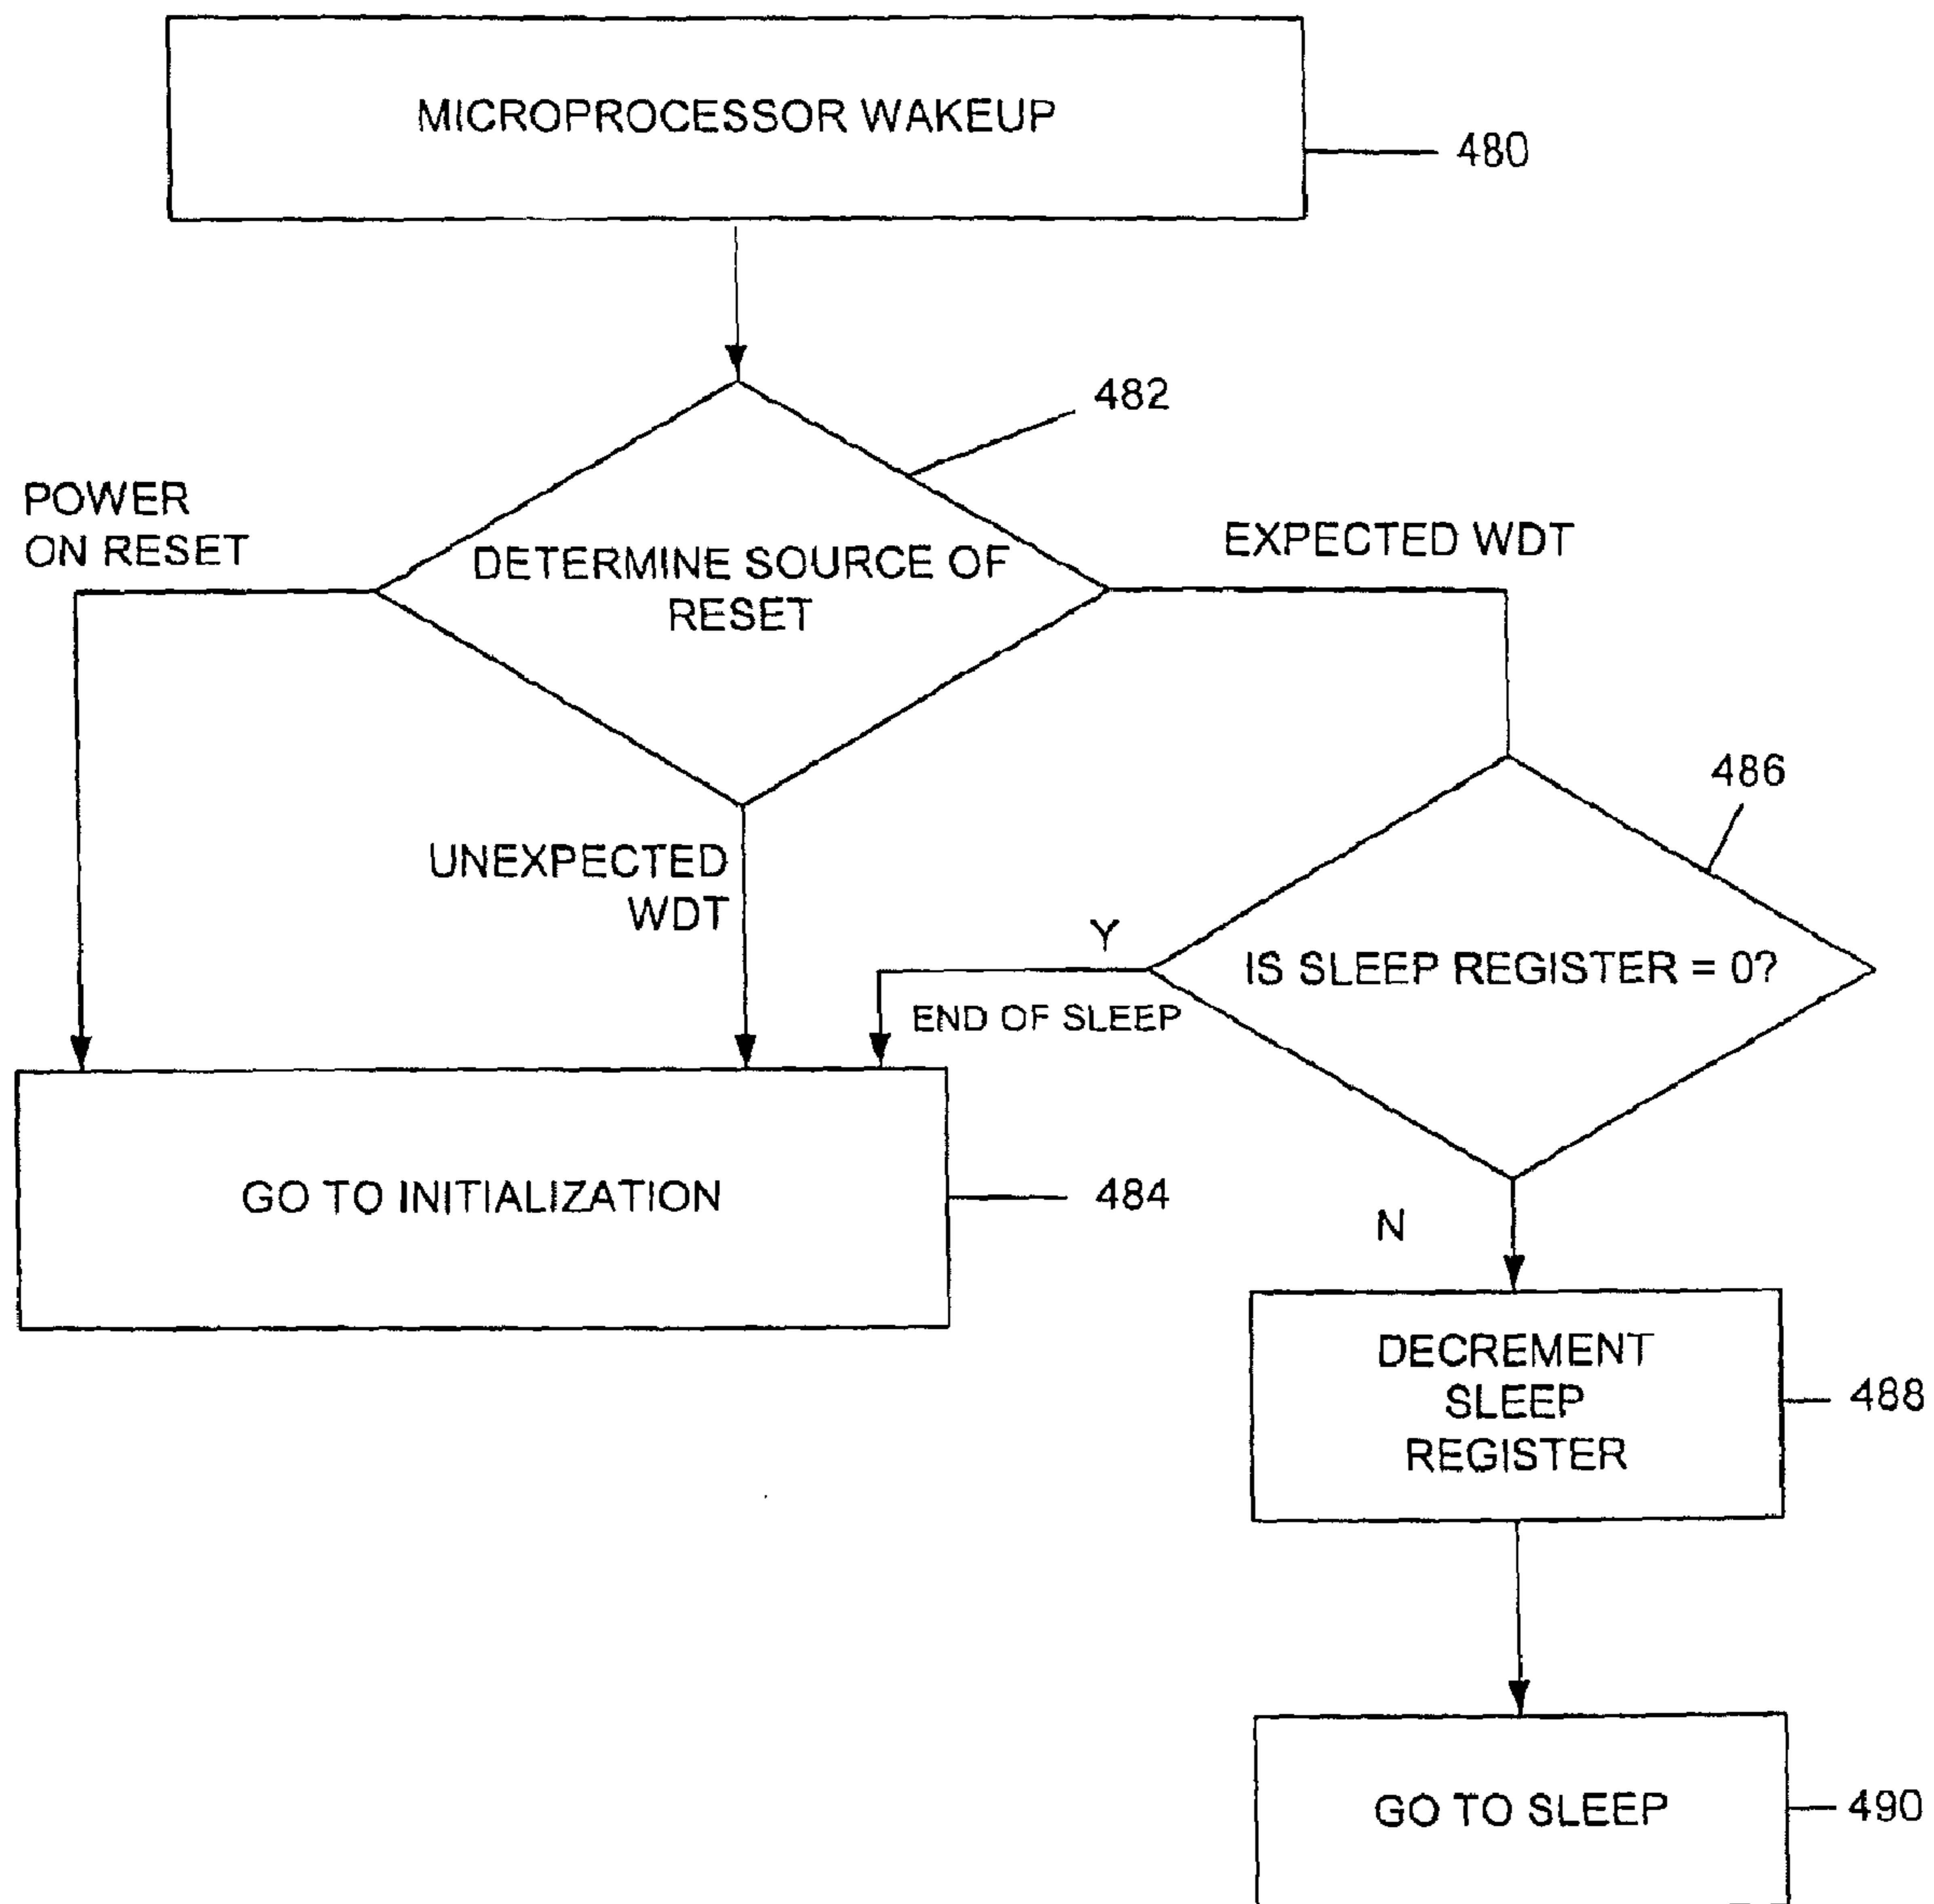 MICROPROCESSOR WAKEUP
480
482
POWER
ON RESET
DETERMINE SOURCE OF
RESET
EXPECTED WDT
UNEXPECTED
WDT
486
Y
IS SLEEP REGISTER = 0?
END OF SLEEP
GO TO INITIALIZATION
484
N
DECREMENT
SLEEP
REGISTER
488
GO TO SLEEP
490